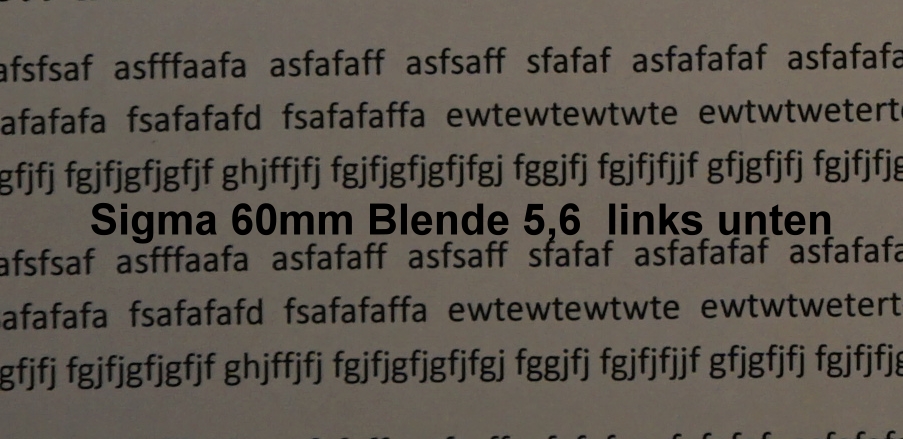 afsfsaf asfffaafa asfafaff asfsaff sfafaf asfafafaf asfafafa
afafafa fsafafafd fsafafaffa ewtewtewtwte ewtwtwetert
gfjfj fgjfjgfjgfjf ghjffjfj fgjfjgfjgfjfgj fggjfj fgjfjfjjf gfjgfjfj fgjfjfjg
Sigma 60mm Blende 5,6 links unten
afsfsaf asfffaafa asfafaff asfsaff sfafaf asfafafaf asfafafa
afafafa fsafafafd fsafafaffa ewtewtewtwte ewtwtwetert
gfjfj fgjfjgfjgfjf ghjffjfj fgjfjgfjgfjfgj fggjfj fgjfjfjjf gfjgfjfj fgjfjfjg